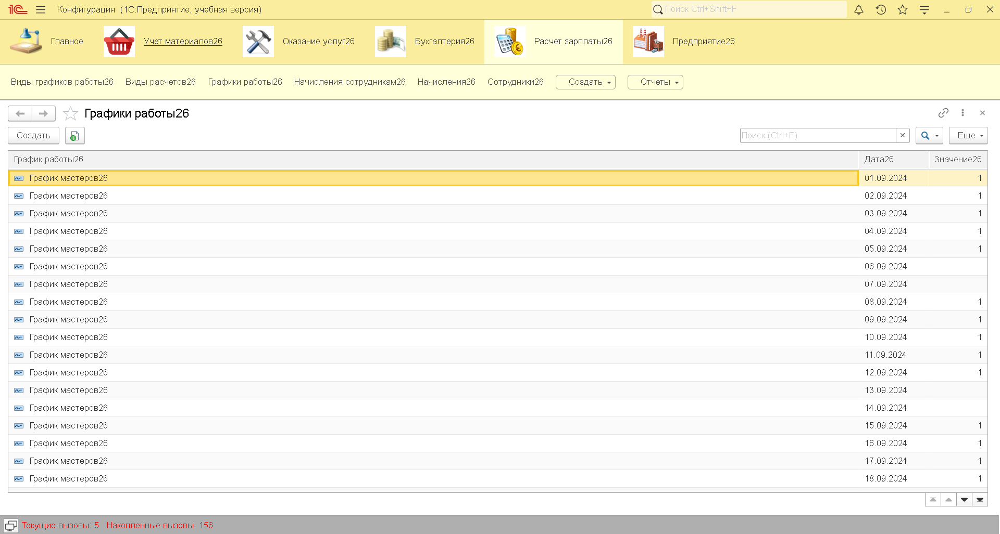 1С Конфигурация (1С:Предприятие, учебная версия) Поиск Ctrl+Shift+F
Главное Учет материалов26 Оказание услуг26 Бухгалтерия26 Расчет зарплаты26 Предприятие26
Виды графиков работы26 Виды расчетов26 Графики работы26 Начисления сотрудникам26 Начисления26 Сотрудники26 Создать Отчеты
Графики работы26
Создать Поиск (Ctrl+F) Еще
График работы26 Дата26 Значение26
График мастеров26 01.09.2024 1
График мастеров26 02.09.2024 1
График мастеров26 03.09.2024 1
График мастеров26 04.09.2024 1
График мастеров26 05.09.2024 1
График мастеров26 06.09.2024
График мастеров26 07.09.2024
График мастеров26 08.09.2024 1
График мастеров26 09.09.2024 1
График мастеров26 10.09.2024 1
График мастеров26 11.09.2024 1
График мастеров26 12.09.2024 1
График мастеров26 13.09.2024
График мастеров26 14.09.2024
График мастеров26 15.09.2024 1
График мастеров26 16.09.2024 1
График мастеров26 17.09.2024 1
График мастеров26 18.09.2024 1
Текущие вызовы: 5 Накопленные вызовы: 156